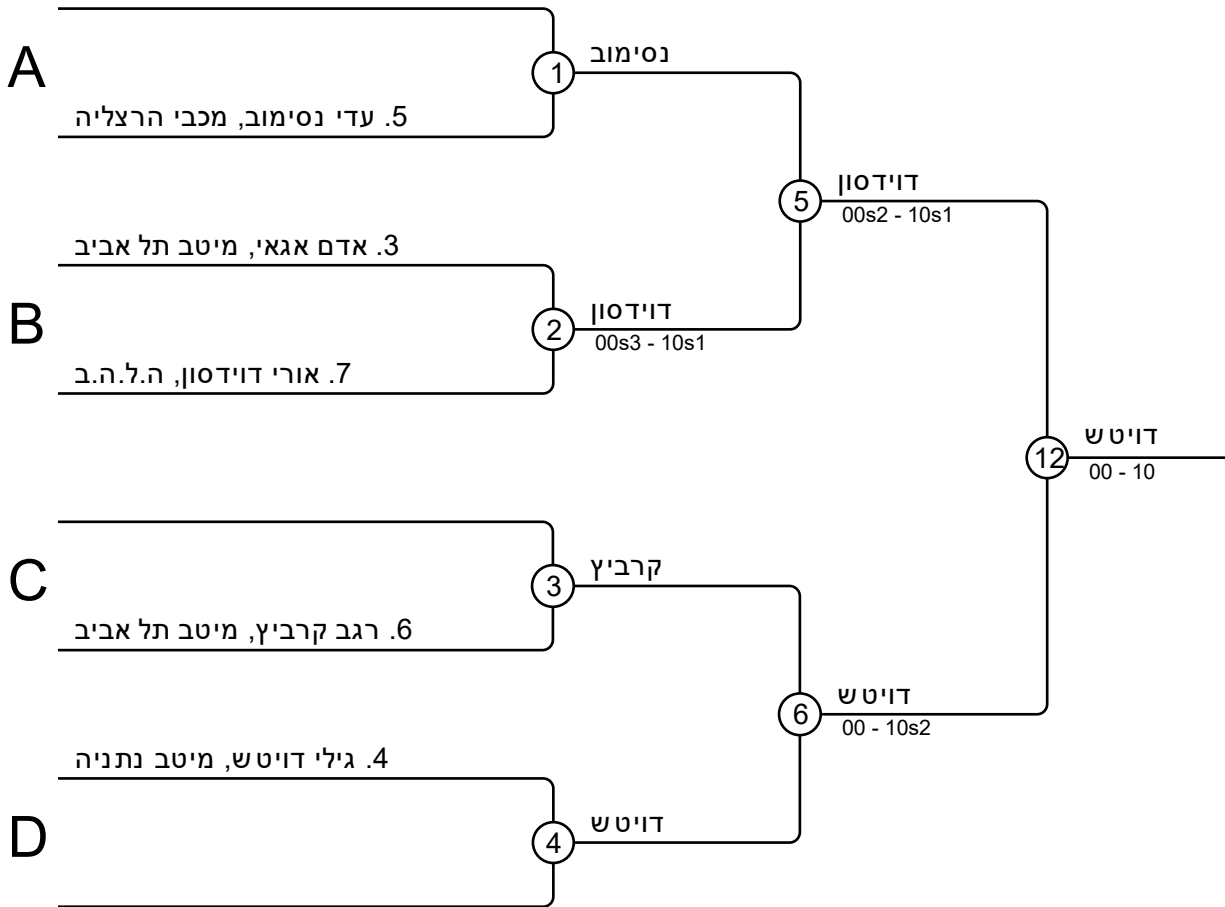 A
1
נסימוב
5. עדי נסימוב, מכבי הרצליה
5
דוידסון
00s2 - 10s1
3. אדם אגאי, מיטב תל אביב
B
2
דוידסון
00s3 - 10s1
7. אורי דוידסון, ה.ל.ה.ב
12
דויטש
00 - 10
C
3
קרביץ
6. רגב קרביץ, מיטב תל אביב
6
דויטש
00 - 10s2
4. גילי דויטש, מיטב נתניה
D
4
דויטש